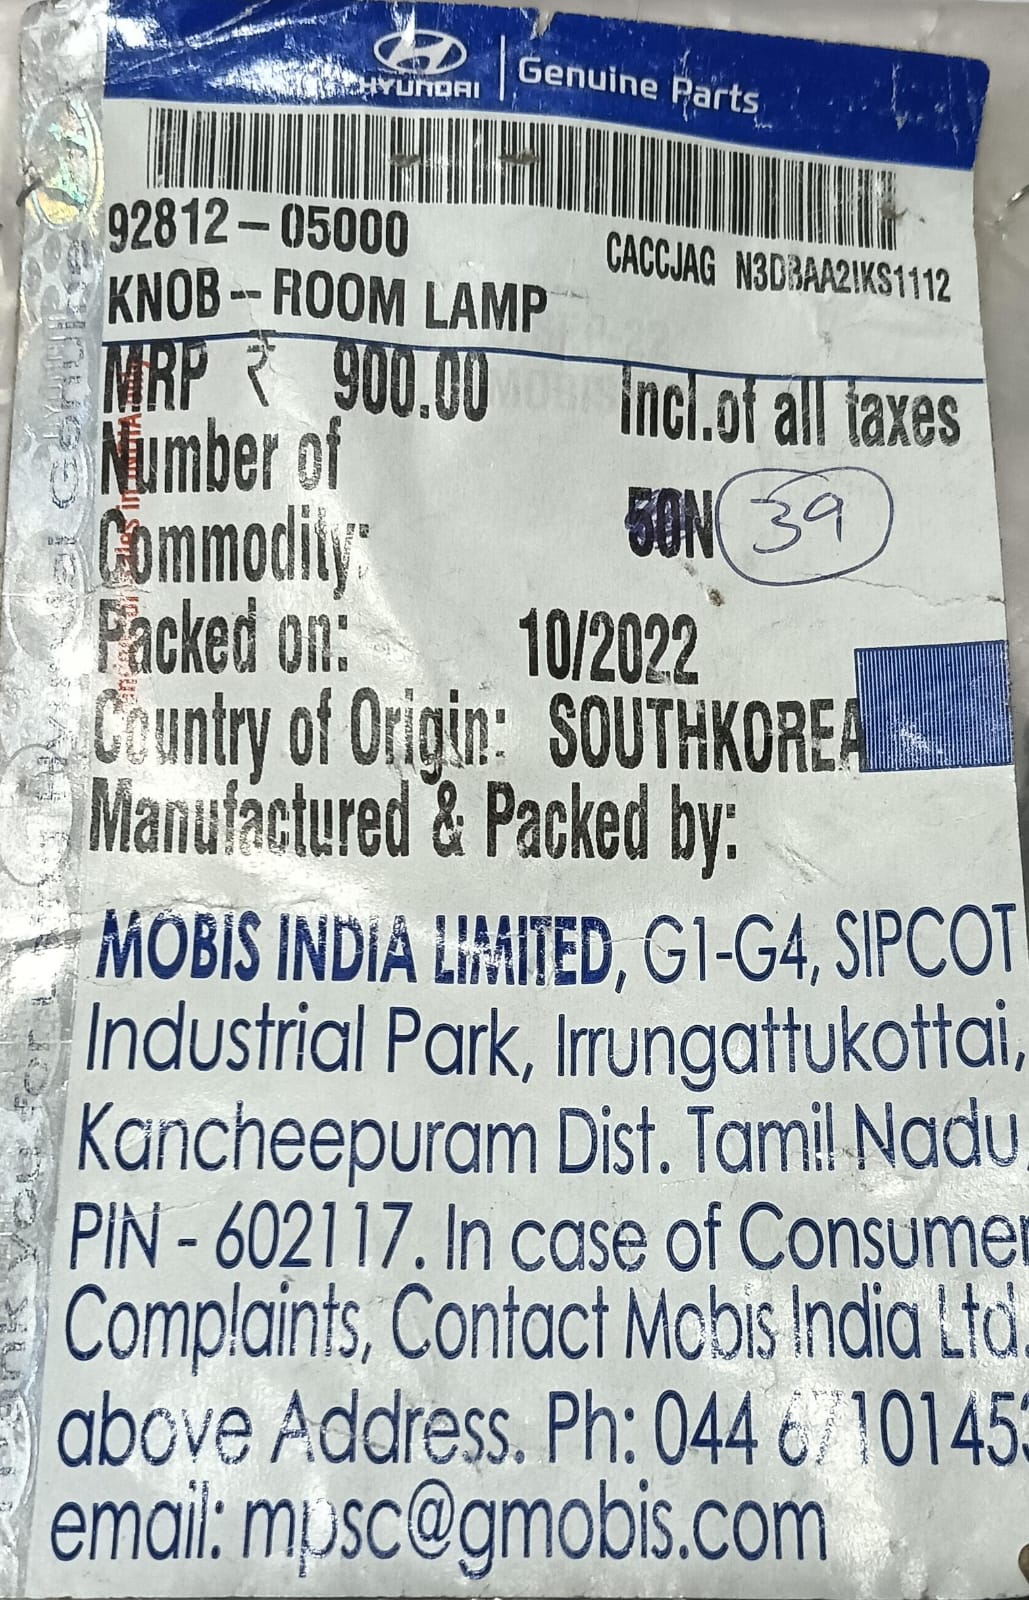 HYUNDAI | Genuine Parts
92812-05000
CACCJAG N3DBAA2IKS1112
KNOB-ROOM LAMP
MRP ₹ 900.00 Incl.of all taxes
Number of
Commodity: 50N 39
Packed on: 10/2022
Country of Origin: SOUTHKOREA
Manufactured & Packed by:
MOBIS INDIA LIMITED, G1-G4, SIPCOT
Industrial Park, Irrungattukottai,
Kancheepuram Dist. Tamil Nadu.
PIN - 602117. In case of Consumer
Complaints, Contact Mobis India Ltd.
above Address. Ph: 044 6710145
email: mpsc@gmobis.com